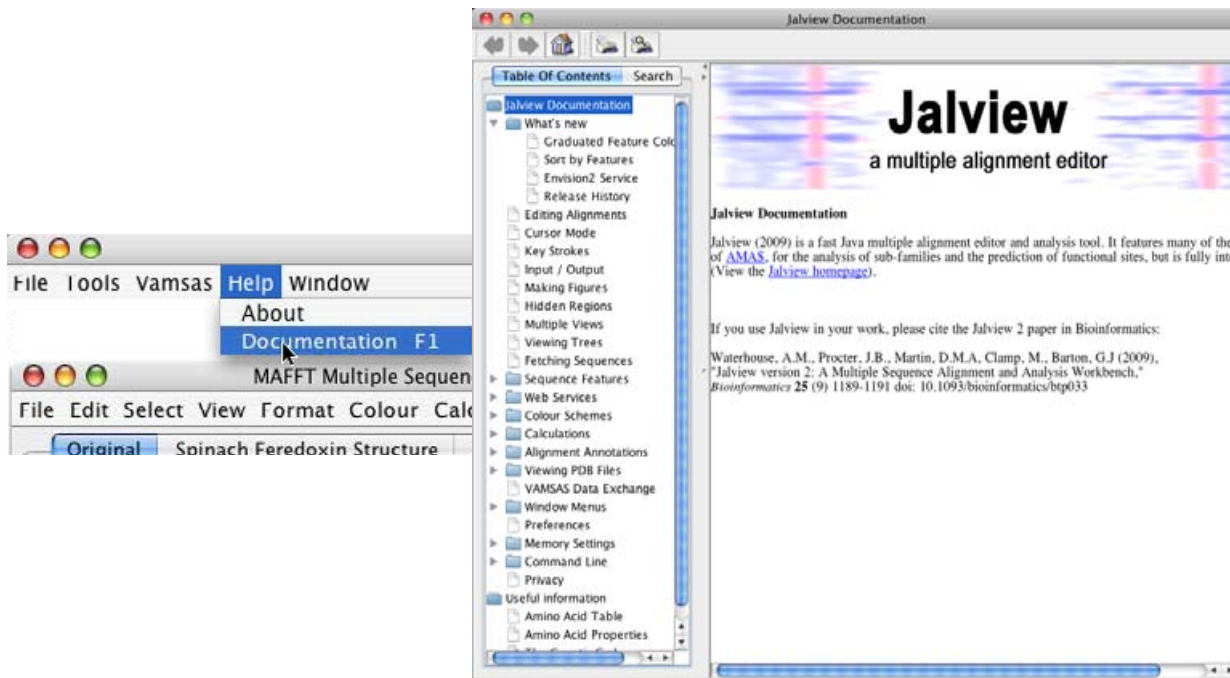 File Tools Vamsas Help Window
About
Documentation F1
MAFFT Multiple Sequen
File Edit Select View Format Colour Calc
Original Spinach Feredoxin Structure
Jalview Documentation
Table Of Contents Search
Jalview Documentation
What's new
Graduated Feature Colo
Sort by Features
Envision2 Service
Release History
Editing Alignments
Cursor Mode
Key Strokes
Input / Output
Making Figures
Hidden Regions
Multiple Views
Viewing Trees
Fetching Sequences
Sequence Features
Web Services
Colour Schemes
Calculations
Alignment Annotations
Viewing PDB Files
VAMSAS Data Exchange
Window Menus
Preferences
Memory Settings
Command Line
Privacy
Useful information
Amino Acid Table
Amino Acid Properties
Jalview
a multiple alignment editor
Jalview Documentation
Jalview (2009) is a fast Java multiple alignment editor and analysis tool. It features many of the
of AMAS, for the analysis of sub-families and the prediction of functional sites, but is fully int
(View the Jalview homepage).
If you use Jalview in your work, please cite the Jalview 2 paper in Bioinformatics:
Waterhouse, A.M., Procter, J.B., Martin, D.M.A, Clamp, M., Barton, G.J (2009),
"Jalview version 2: A Multiple Sequence Alignment and Analysis Workbench,"
Bioinformatics 25 (9) 1189-1191 doi: 10.1093/bioinformatics/btp033